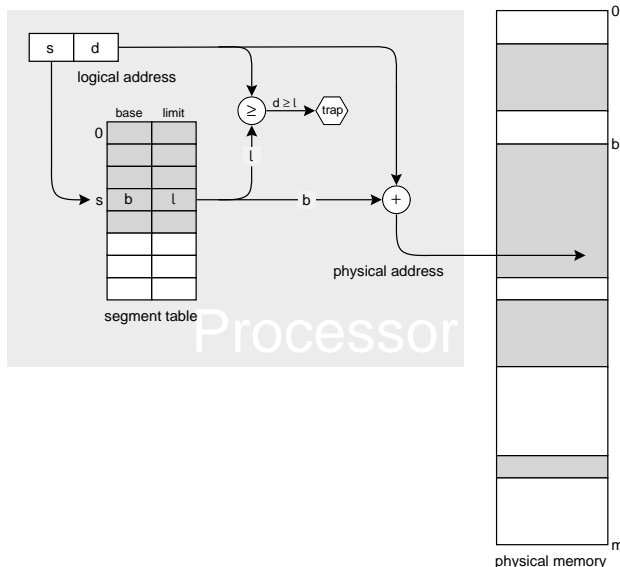 s d
logical address
base limit
0
s b l
segment table
≥
d ≥ l
trap
l
b
+
physical address
Processor
0
b
m
physical memory